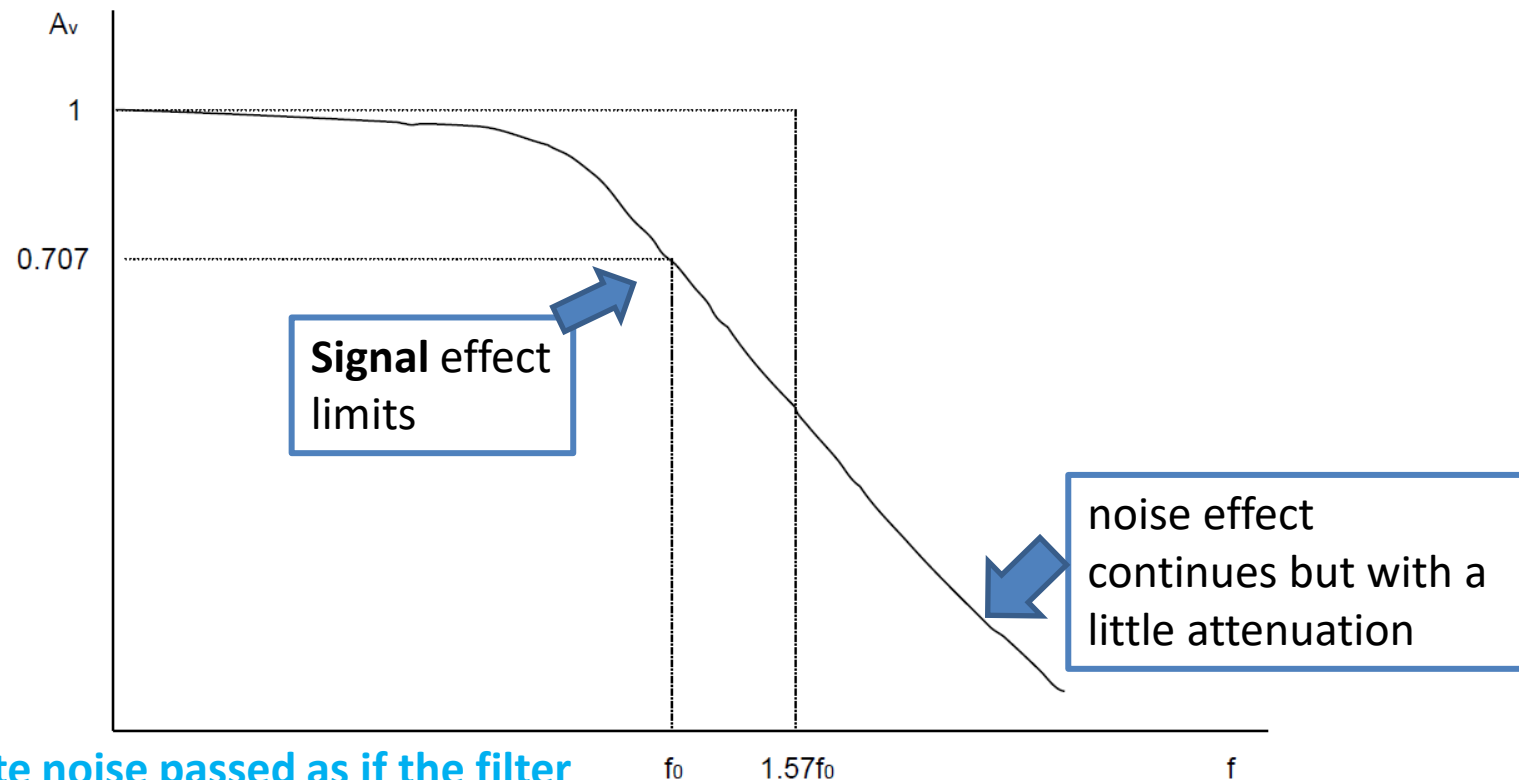 Av
1
0.707
Signal effect
limits
noise effect
continues but with a
little attenuation
te noise passed as if the filter
f₀
1.57f₀
f